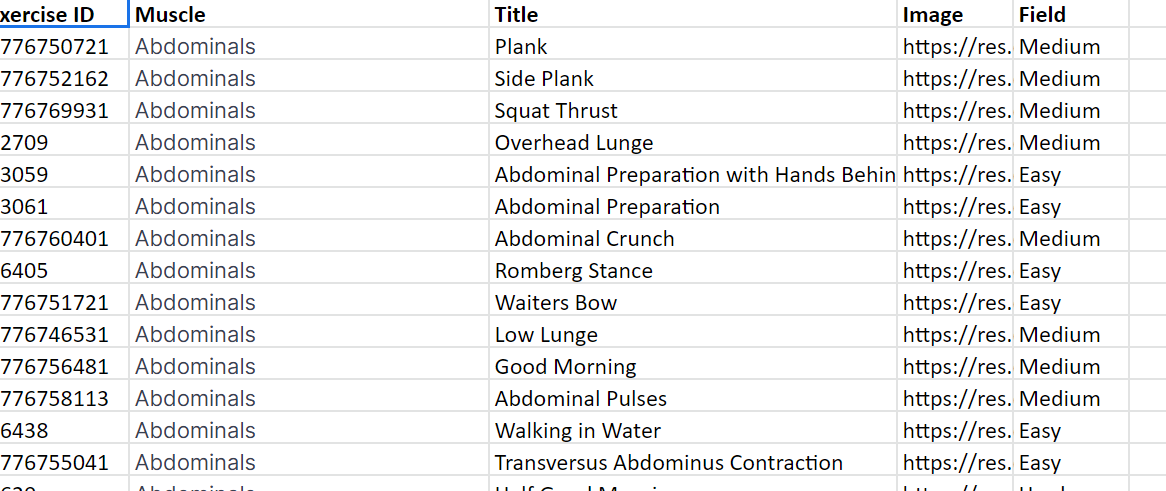 xercise ID Muscle Title Image Field
776750721 Abdominals Plank https://res. Medium
776752162 Abdominals Side Plank https://res. Medium
776769931 Abdominals Squat Thrust https://res. Medium
2709 Abdominals Overhead Lunge https://res. Medium
3059 Abdominals Abdominal Preparation with Hands Behin https://res. Easy
3061 Abdominals Abdominal Preparation https://res. Easy
776760401 Abdominals Abdominal Crunch https://res. Medium
6405 Abdominals Romberg Stance https://res. Easy
776751721 Abdominals Waiters Bow https://res. Easy
776746531 Abdominals Low Lunge https://res. Medium
776756481 Abdominals Good Morning https://res. Medium
776758113 Abdominals Abdominal Pulses https://res. Medium
6438 Abdominals Walking in Water https://res. Easy
776755041 Abdominals Transversus Abdominus Contraction https://res. Easy